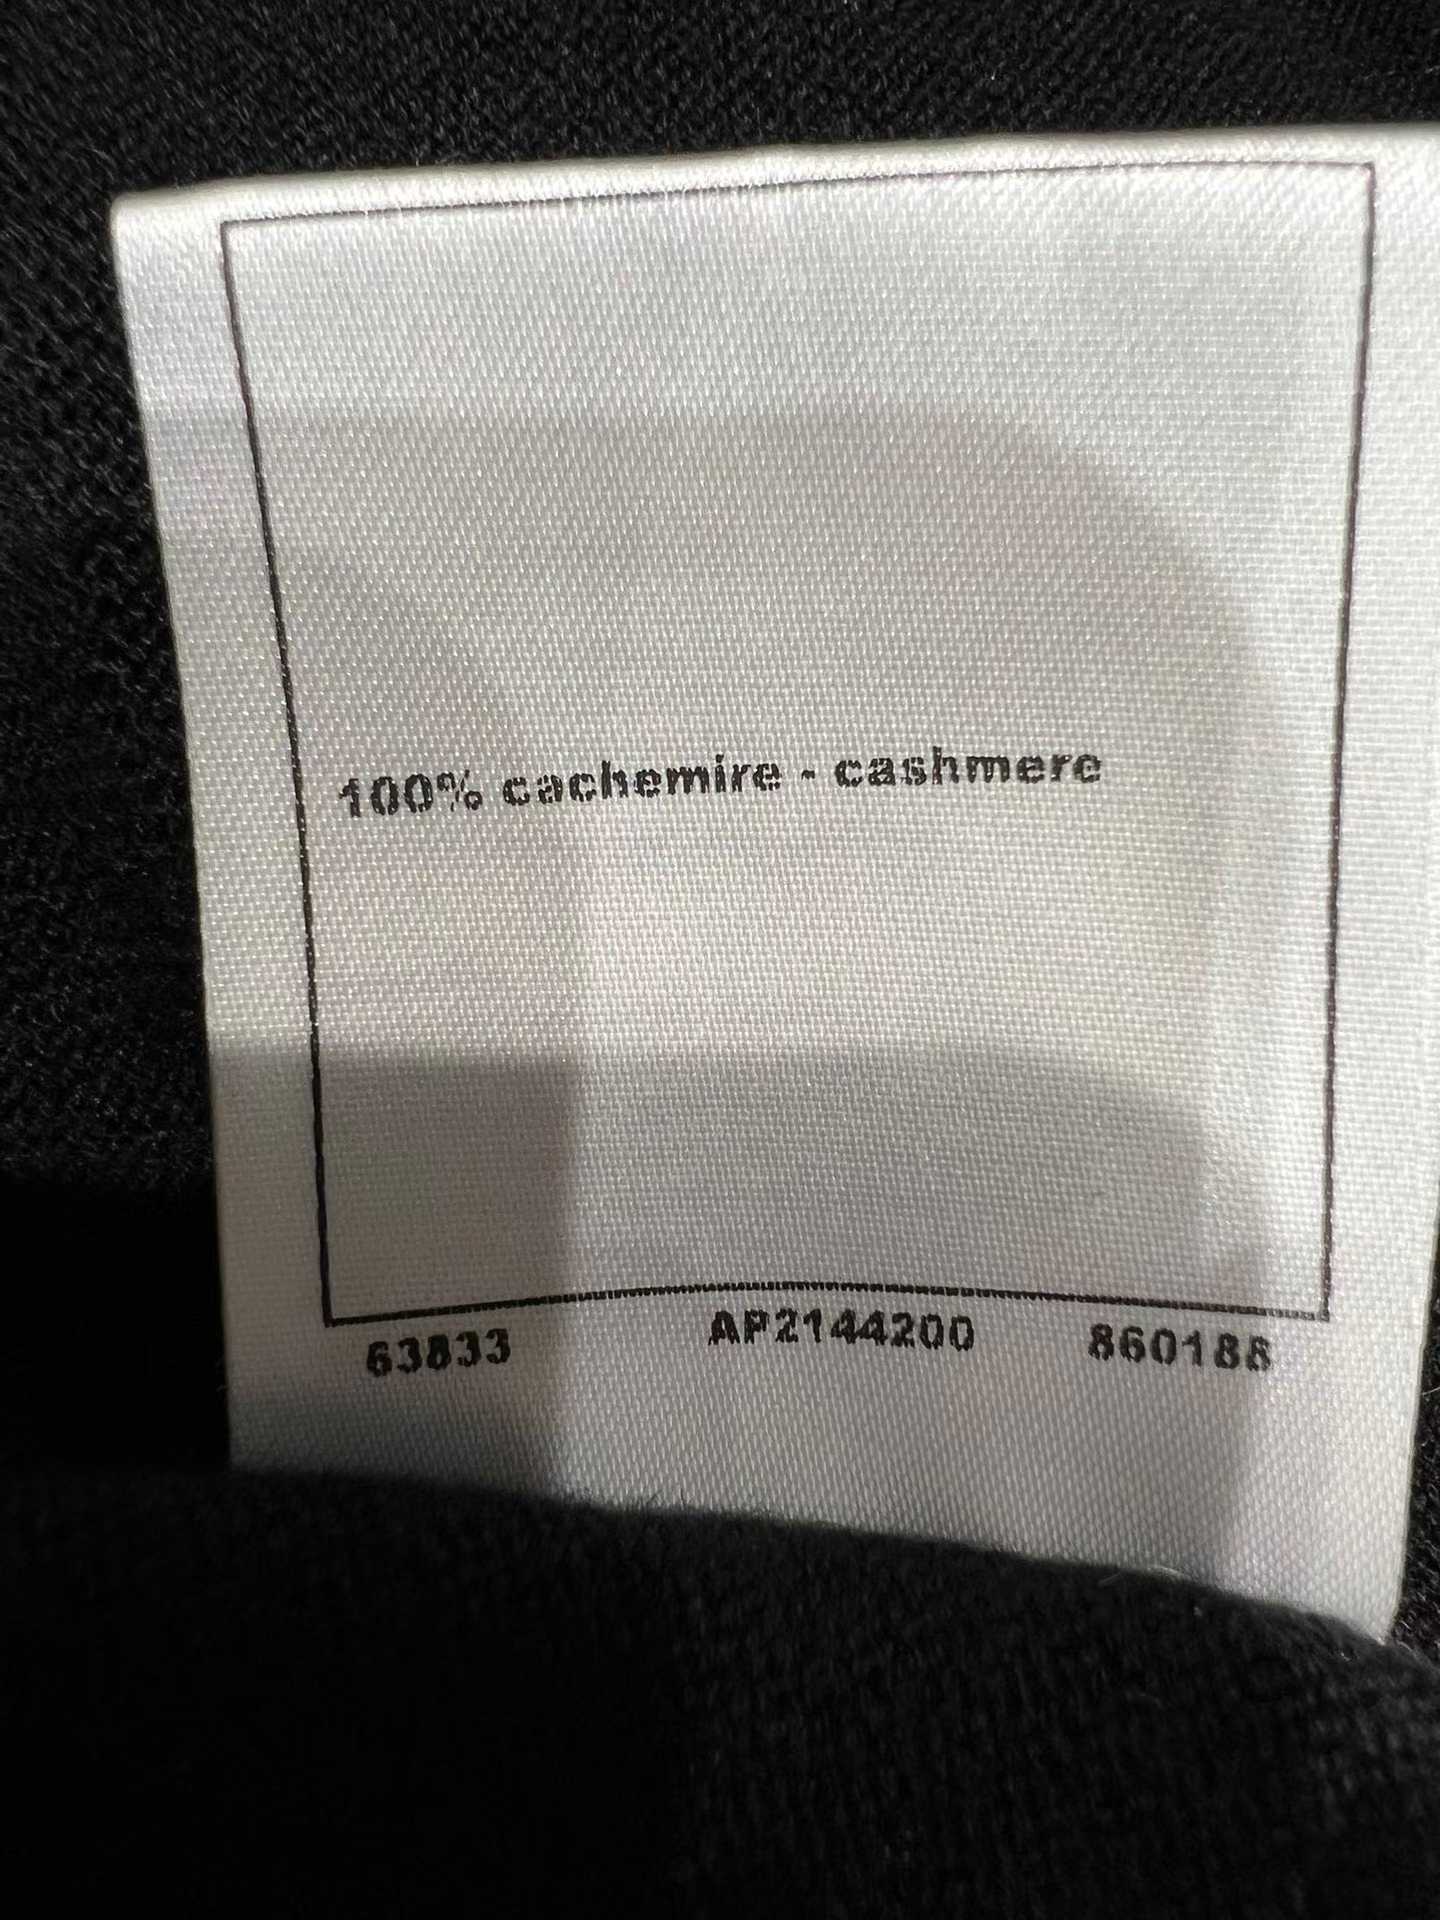 100% cachemire - cashmere
63833 AP2144200 860188